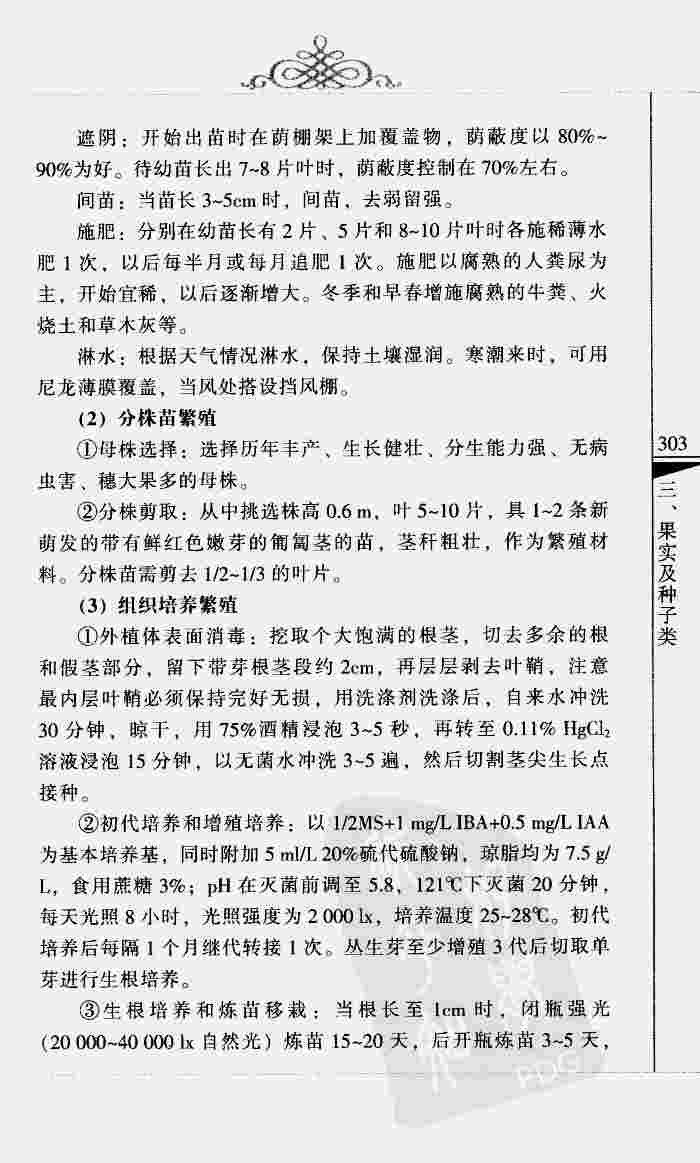 遮阴：开始出苗时在荫棚架上加覆盖物，荫蔽度以 80%~
90%为好。待幼苗长出 7~8 片叶时，荫蔽度控制在 70%左右。
间苗：当苗长 3~5cm 时，间苗，去弱留强。
施肥：分别在幼苗长有 2 片、5 片和 8~10 片叶时各施稀薄水
肥 1 次，以后每半月或每月追肥 1 次。施肥以腐熟的人粪尿为
主，开始宜稀，以后逐渐增大。冬季和早春增施腐熟的牛粪、火
烧土和草木灰等。
淋水：根据天气情况淋水，保持土壤湿润。寒潮来时，可用
尼龙薄膜覆盖，当风处搭设挡风棚。
(2) 分株苗繁殖
①母株选择：选择历年丰产、生长健壮、分生能力强、无病
虫害、穗大果多的母株。
②分株剪取：从中挑选株高 0.6 m，叶 5~10 片，具 1~2 条新
萌发的带有鲜红色嫩芽的匍匐茎的苗，茎秆粗壮，作为繁殖材
料。分株苗需剪去 1/2~1/3 的叶片。
(3) 组织培养繁殖
①外植体表面消毒：挖取个大饱满的根茎，切去多余的根
和假茎部分，留下带芽根茎段约 2cm，再层层剥去叶鞘，注意
最内层叶鞘必须保持完好无损，用洗涤剂洗涤后，自来水冲洗
30 分钟，晾干，用 75%酒精浸泡 3~5 秒，再转至 0.11% HgCl₂
溶液浸泡 15 分钟，以无菌水冲洗 3~5 遍，然后切割茎尖生长点
接种。
②初代培养和增殖培养：以 1/2MS+1 mg/L IBA+0.5 mg/L IAA
为基本培养基，同时附加 5 ml/L 20%硫代硫酸钠，琼脂均为 7.5 g/
L，食用蔗糖 3%；pH 在灭菌前调至 5.8，121℃下灭菌 20 分钟，
每天光照 8 小时，光照强度为 2 000 lx，培养温度 25~28℃。初代
培养后每隔 1 个月继代转接 1 次。丛生芽至少增殖 3 代后切取单
芽进行生根培养。
③生根培养和炼苗移栽：当根长至 1cm 时，闭瓶强光
(20 000~40 000 lx 自然光) 炼苗 15~20 天，后开瓶炼苗 3~5 天，
303
三、果实及种子类
PDG